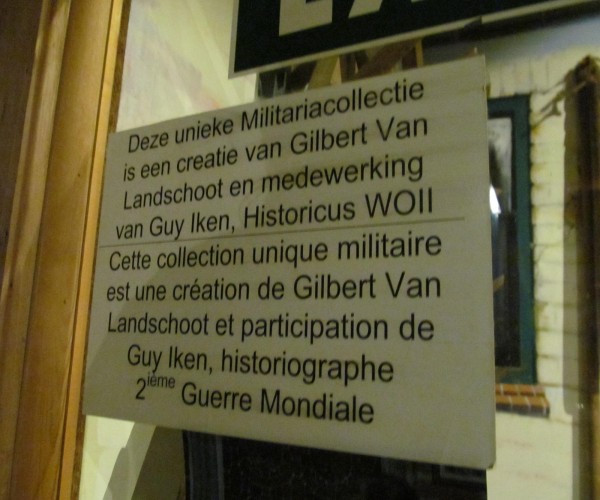 Deze unieke Militariacollectie
is een creatie van Gilbert Van
Landschoot en medewerking
van Guy Iken, Historicus WOII
Cette collection unique militaire
est une création de Gilbert Van
Landschoot et participation de
Guy Iken, historiographe
2ième Guerre Mondiale